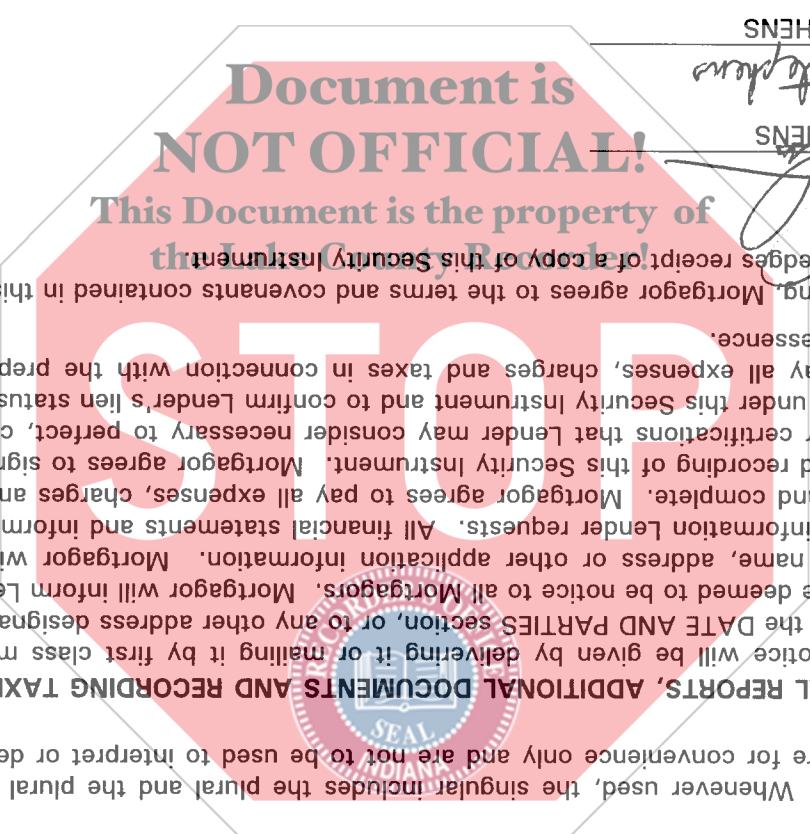 Document is
NOT OFFICIAL!
This Document is the property of
the Lake County Recorder!
STOP
RECORDER'S OFFICE
SEAL
INDIANA
Whenever used, the singular includes the plural and the plural
re for convenience only and are not to be used to interpret or de
L REPORTS, ADDITIONAL DOCUMENTS AND RECORDING TAX
otice will be given by delivering it or mailing it by first class m
the DATE AND PARTIES section, or to any other address designa
e deemed to be notice to all Mortgagors. Mortgagor will inform Le
name, address or other application information. Mortgagor wi
information Lender requests. All financial statements and inform
nd complete. Mortgagor agrees to pay all expenses, charges an
d recording of this Security Instrument. Mortgagor agrees to sig
r certifications that Lender may consider necessary to perfect, c
under this Security Instrument and to confirm Lender's lien status
ay all expenses, charges and taxes in connection with the prep
essence.
ng, Mortgagor agrees to the terms and covenants contained in thi
edges receipt of a copy of this Security Instrument.
HENS
Stephens
HENS